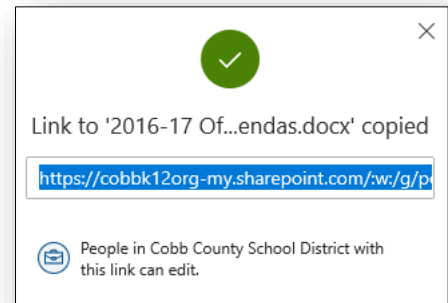 Link to '2016-17 Of...endas.docx' copied
https://cobbk12org-my.sharepoint.com/:w:/g/pe
People in Cobb County School District with
this link can edit.